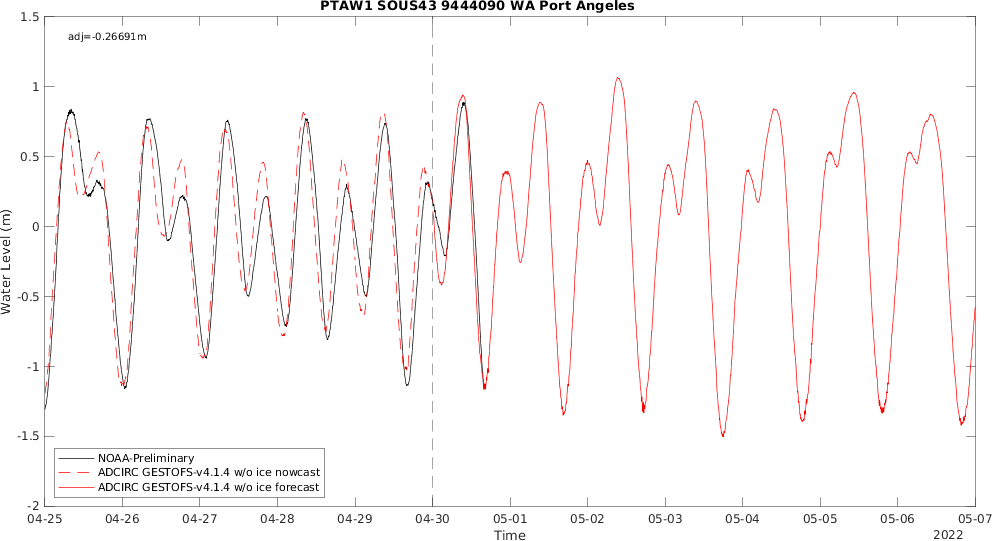 PTAW1 SOUS43 9444090 WA Port Angeles
adj=-0.26691m
1.5
1
0.5
0
-0.5
-1
-1.5
-2
Water Level (m)
NOAA-Preliminary
ADCIRC GESTOFS-v4.1.4 w/o ice nowcast
ADCIRC GESTOFS-v4.1.4 w/o ice forecast
04-25 04-26 04-27 04-28 04-29 04-30 05-01 05-02 05-03 05-04 05-05 05-06 05-07
Time
2022